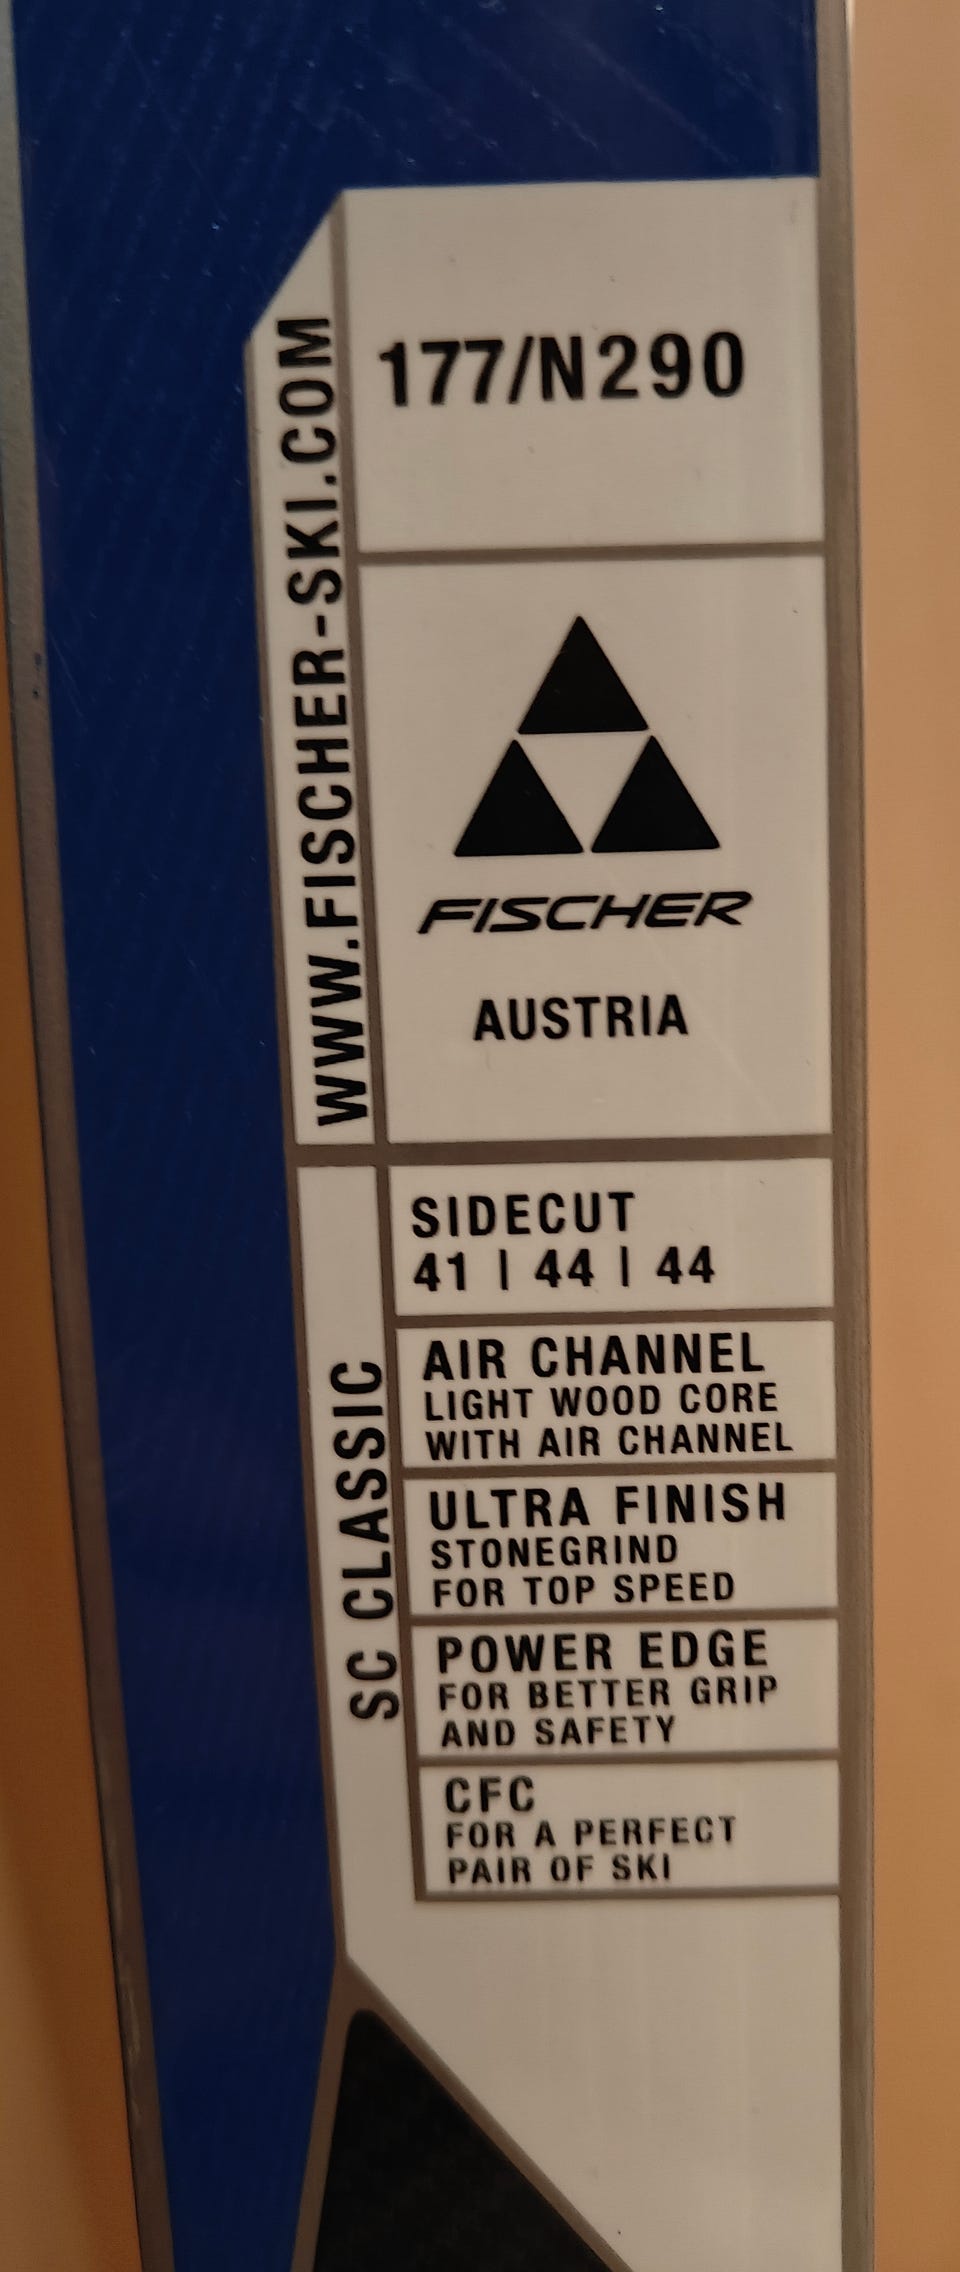 177/N290
WWW.FISCHER-SKI.COM
FISCHER
AUSTRIA
SC CLASSIC
SIDECUT
41 | 44 | 44
AIR CHANNEL
LIGHT WOOD CORE
WITH AIR CHANNEL
ULTRA FINISH
STONEGRIND
FOR TOP SPEED
POWER EDGE
FOR BETTER GRIP
AND SAFETY
CFC
FOR A PERFECT
PAIR OF SKI